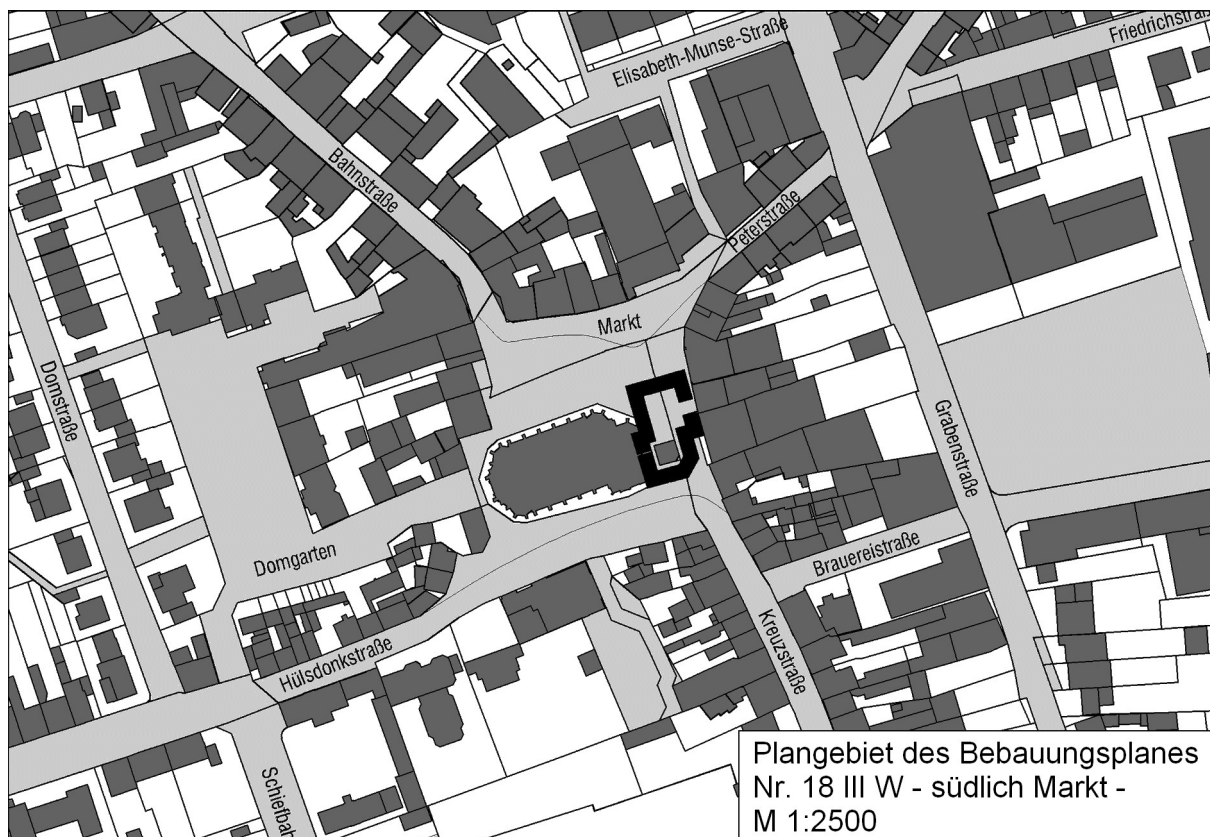 Elisabeth-Munse-Straße
Friedrichstraß
Bahnstraße
Peterstraße
Markt
Domstraße
Grabenstraße
Domgarten
Brauereistraße
Hülsdonkstraße
Kreuzstraße
Schiefbah
Plangebiet des Bebauungsplanes
Nr. 18 III W - südlich Markt -
M 1:2500